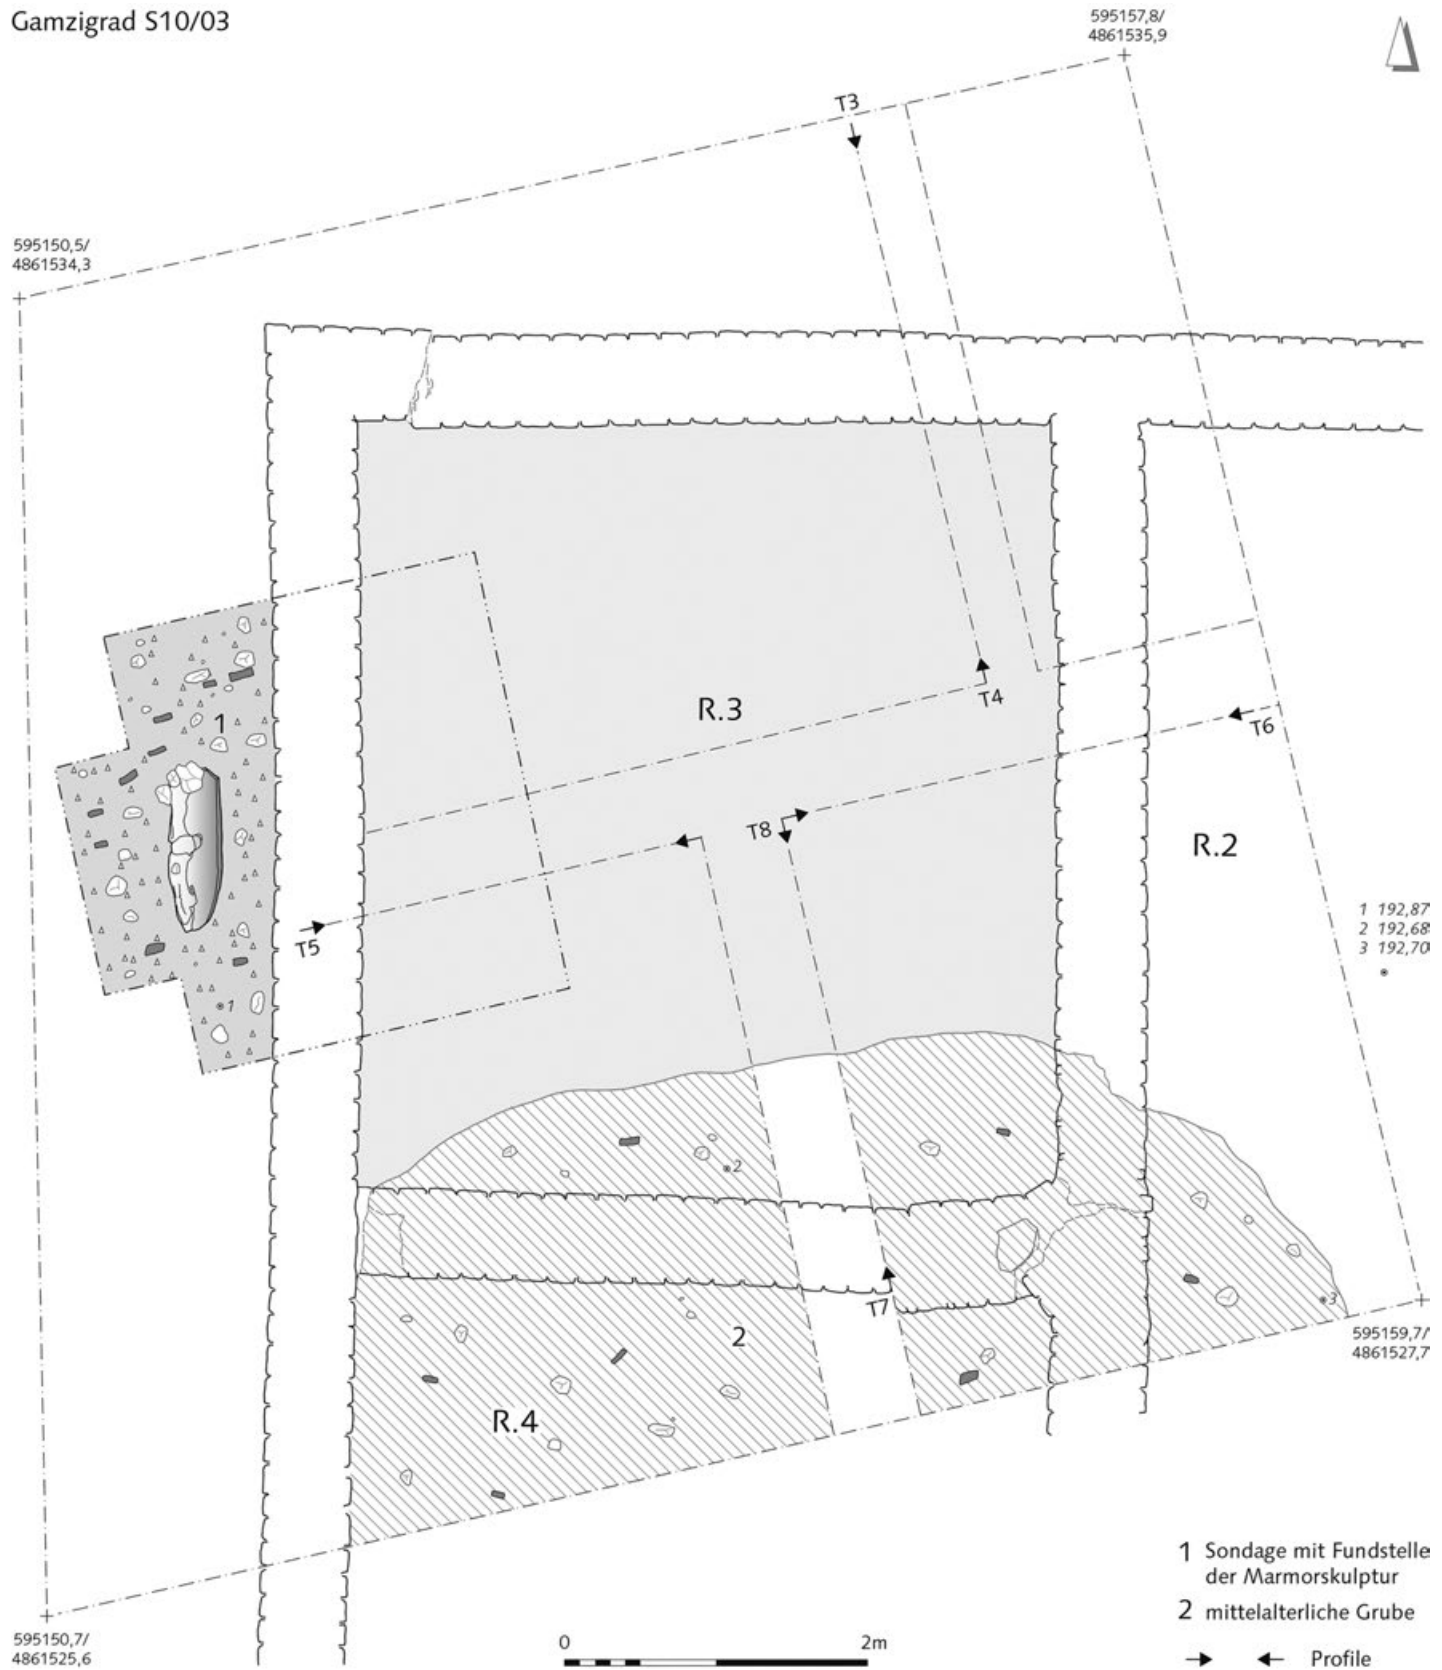 Gamzigrad S10/03
595157,8/
4861535,9
T3
595150,5/
4861534,3
R.3
T4
T6
1
T8
R.2
T5
1 192,87
2 192,68
3 192,70
1
2
T7
2
3
R.4
595159,7/
4861527,7
595150,7/
4861525,6
0 2m
1 Sondage mit Fundstelle
der Marmorskulptur
2 mittelalterliche Grube
Profile